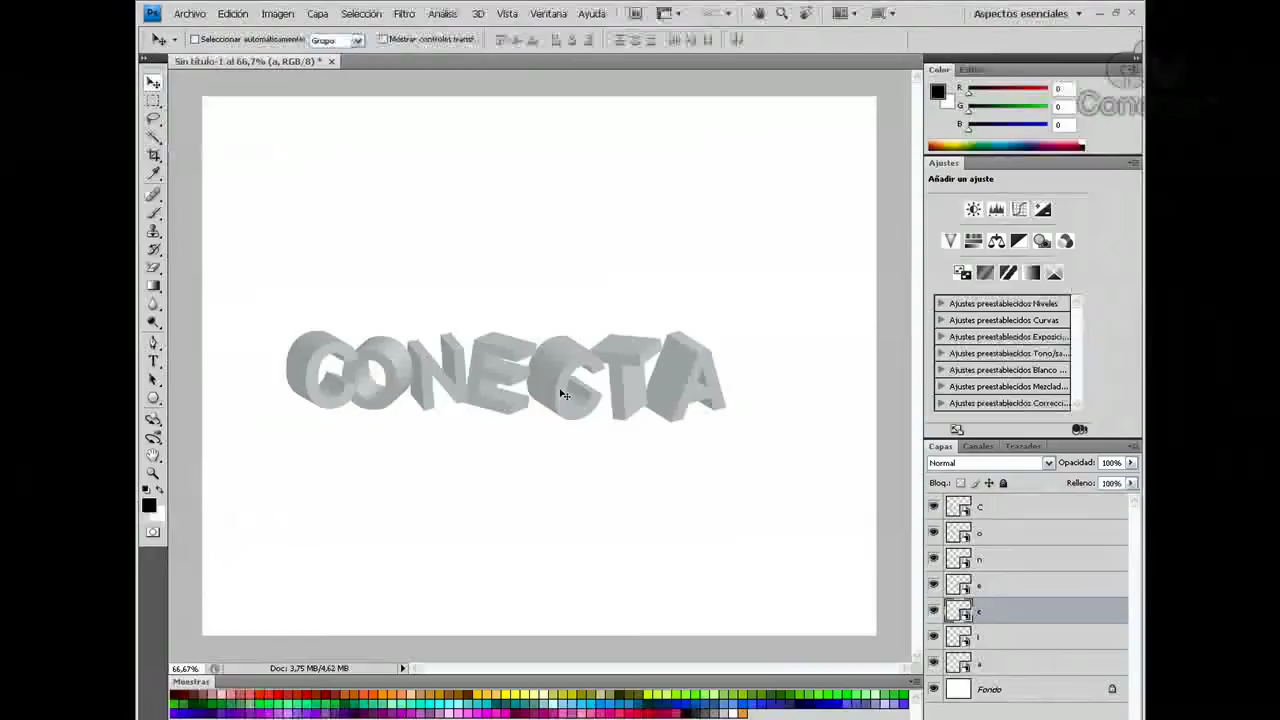 Ps Archivo Edición Imagen Capa Selección Filtro Análisis 3D Vista Ventana Ayuda Aspectos esenciales
Seleccionar automáticamente Grupo Mostrar controles transf.
Sin título-1 al 66,7% (a, RGB/8) *
Color Estilos
R 0
G 0
B 0
Ajustes
Añadir un ajuste
Ajustes preestablecidos Niveles
Ajustes preestablecidos Curvas
Ajustes preestablecidos Exposici...
Ajustes preestablecidos Tono/sa...
Ajustes preestablecidos Blanco ...
Ajustes preestablecidos Mezclad...
Ajustes preestablecidos Correcci...
CONECTA
Capas Canales Trazados
Normal Opacidad: 100%
Bloq.: Relleno: 100%
C
o
n
e
c
a
Fondo
66,67% Doc: 3,75 MB/4,62 MB
Muestras